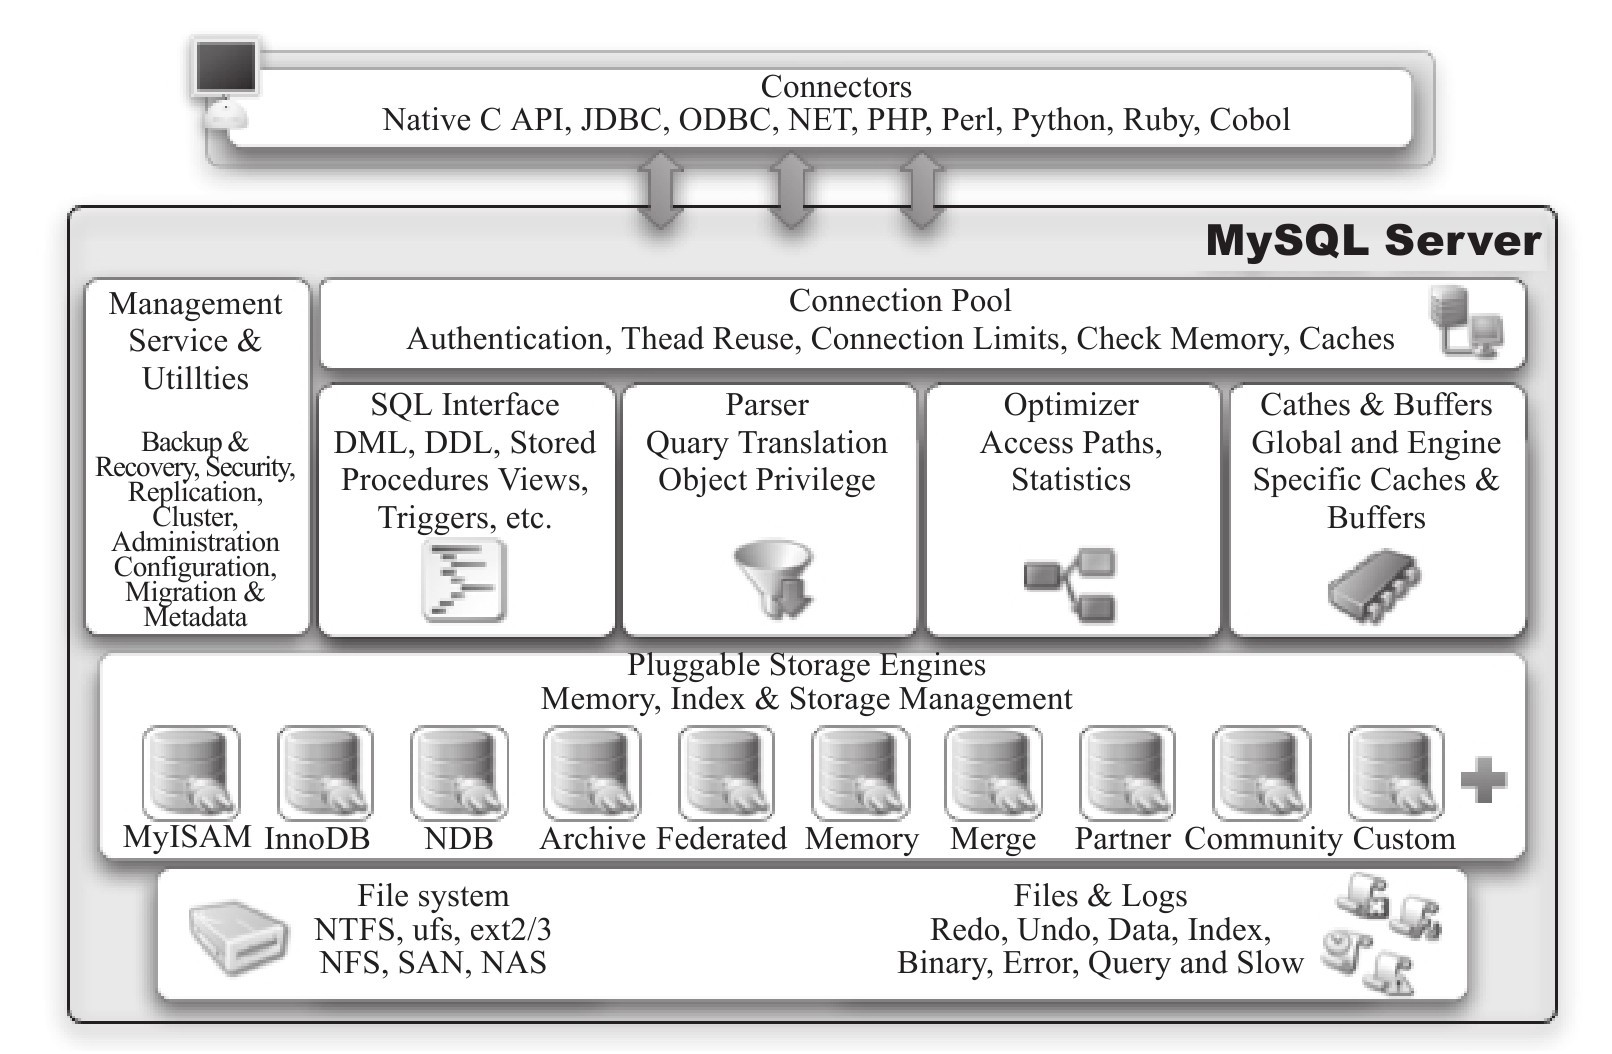 Connectors
Native C API, JDBC, ODBC, NET, PHP, Perl, Python, Ruby, Cobol
MySQL Server
Management
Service &
Utillties
Backup &
Recovery, Security,
Replication,
Cluster,
Administration
Configuration,
Migration &
Metadata
Connection Pool
Authentication, Thead Reuse, Connection Limits, Check Memory, Caches
SQL Interface
DML, DDL, Stored
Procedures Views,
Triggers, etc.
Parser
Quary Translation
Object Privilege
Optimizer
Access Paths,
Statistics
Cathes & Buffers
Global and Engine
Specific Caches &
Buffers
Pluggable Storage Engines
Memory, Index & Storage Management
MyISAM InnoDB NDB Archive Federated Memory Merge Partner Community Custom
File system
NTFS, ufs, ext2/3
NFS, SAN, NAS
Files & Logs
Redo, Undo, Data, Index,
Binary, Error, Query and Slow